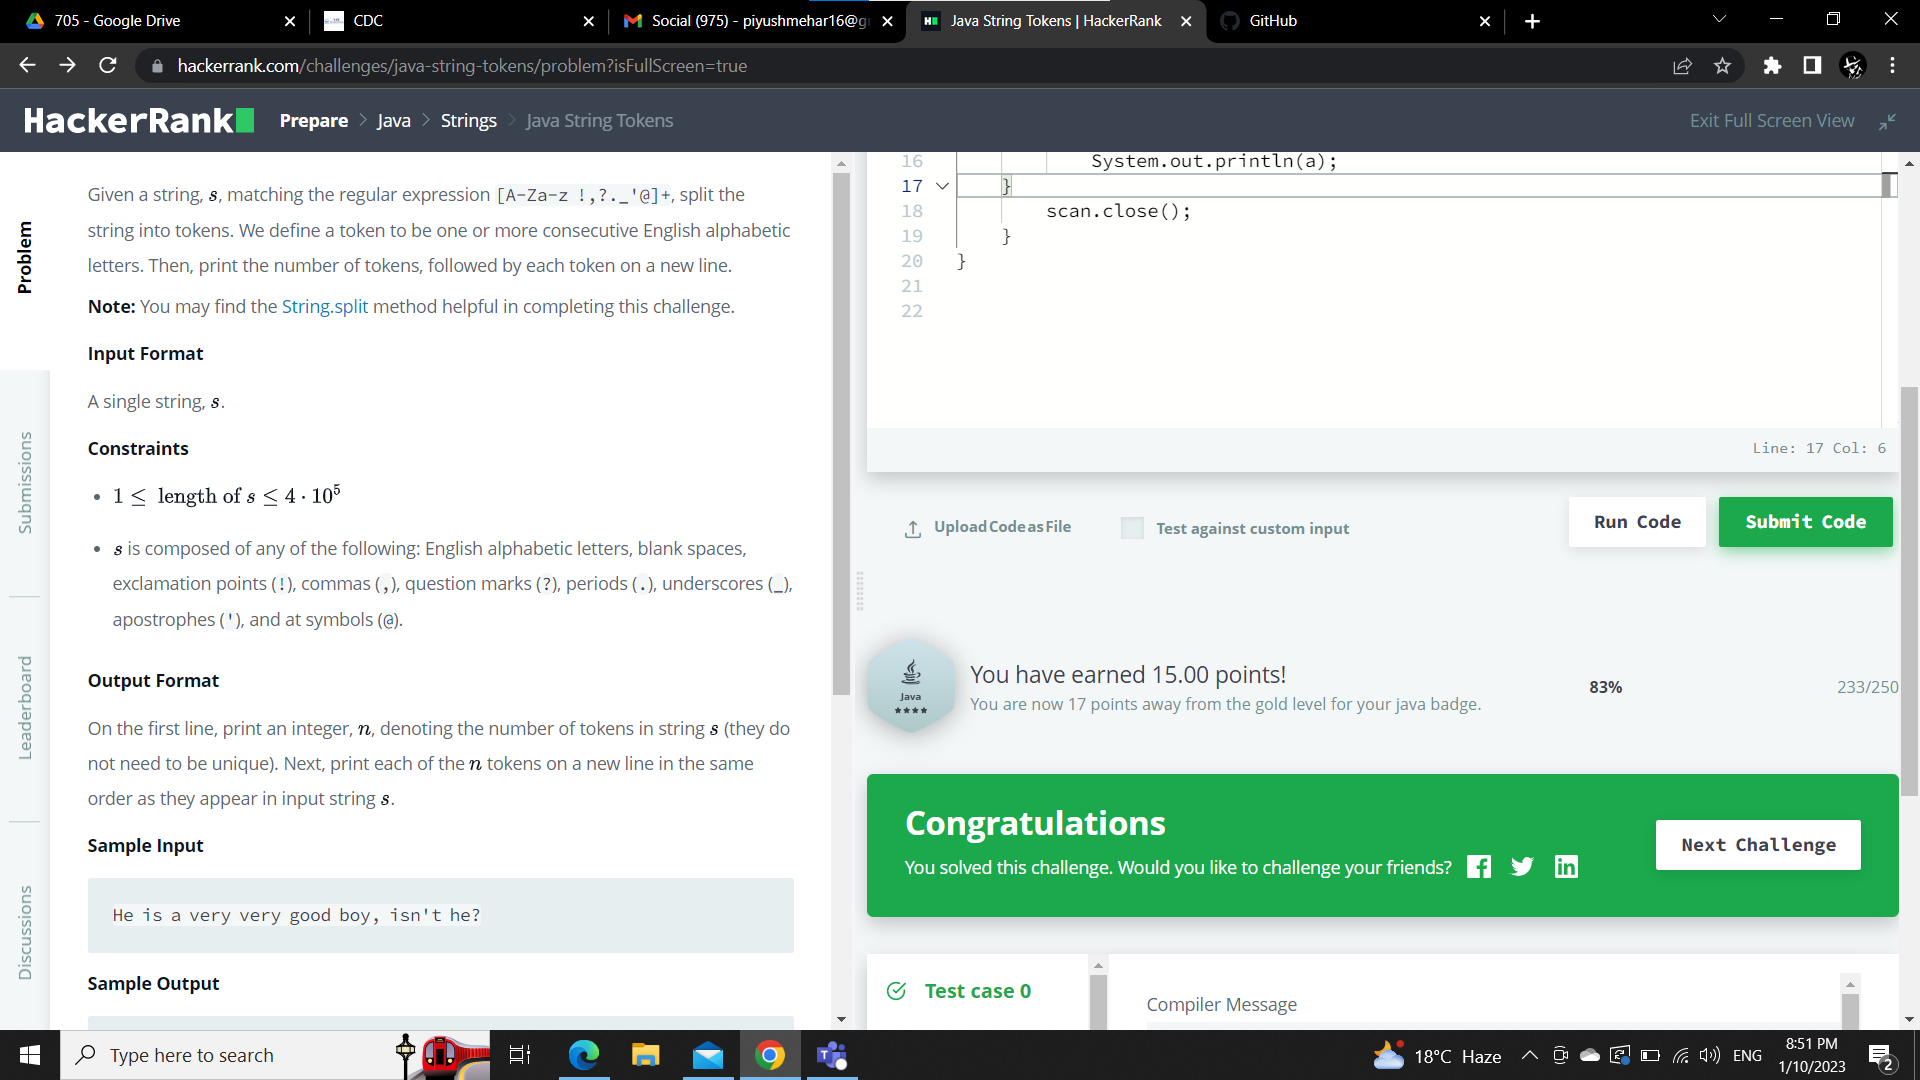 705 - Google Drive
CDC
Social (975) - piyushmehar16@g
Java String Tokens | HackerRank
GitHub
hackerrank.com/challenges/java-string-tokens/problem?isFullScreen=true
HackerRank
Prepare > Java > Strings > Java String Tokens
Exit Full Screen View
Problem
Submissions
Leaderboard
Discussions
Given a string, s, matching the regular expression [A-Za-z !,?._'@]+, split the
string into tokens. We define a token to be one or more consecutive English alphabetic
letters. Then, print the number of tokens, followed by each token on a new line.
Note: You may find the String.split method helpful in completing this challenge.
Input Format
A single string, s.
Constraints
• 1 ≤ length of s ≤ 4 · 10⁵
• s is composed of any of the following: English alphabetic letters, blank spaces,
exclamation points (!), commas (,), question marks (?), periods (.), underscores (_),
apostrophes ('), and at symbols (@).
Output Format
On the first line, print an integer, n, denoting the number of tokens in string s (they do
not need to be unique). Next, print each of the n tokens on a new line in the same
order as they appear in input string s.
Sample Input
He is a very very good boy, isn't he?
Sample Output
16 System.out.println(a);
17 }
18 scan.close();
19 }
20 }
21
22
Line: 17 Col: 6
Upload Code as File
Test against custom input
Run Code
Submit Code
Java
You have earned 15.00 points!
You are now 17 points away from the gold level for your java badge.
83%
233/250
Congratulations
You solved this challenge. Would you like to challenge your friends?
Next Challenge
Test case 0
Compiler Message
Type here to search
18°C Haze
ENG
8:51 PM
1/10/2023
2